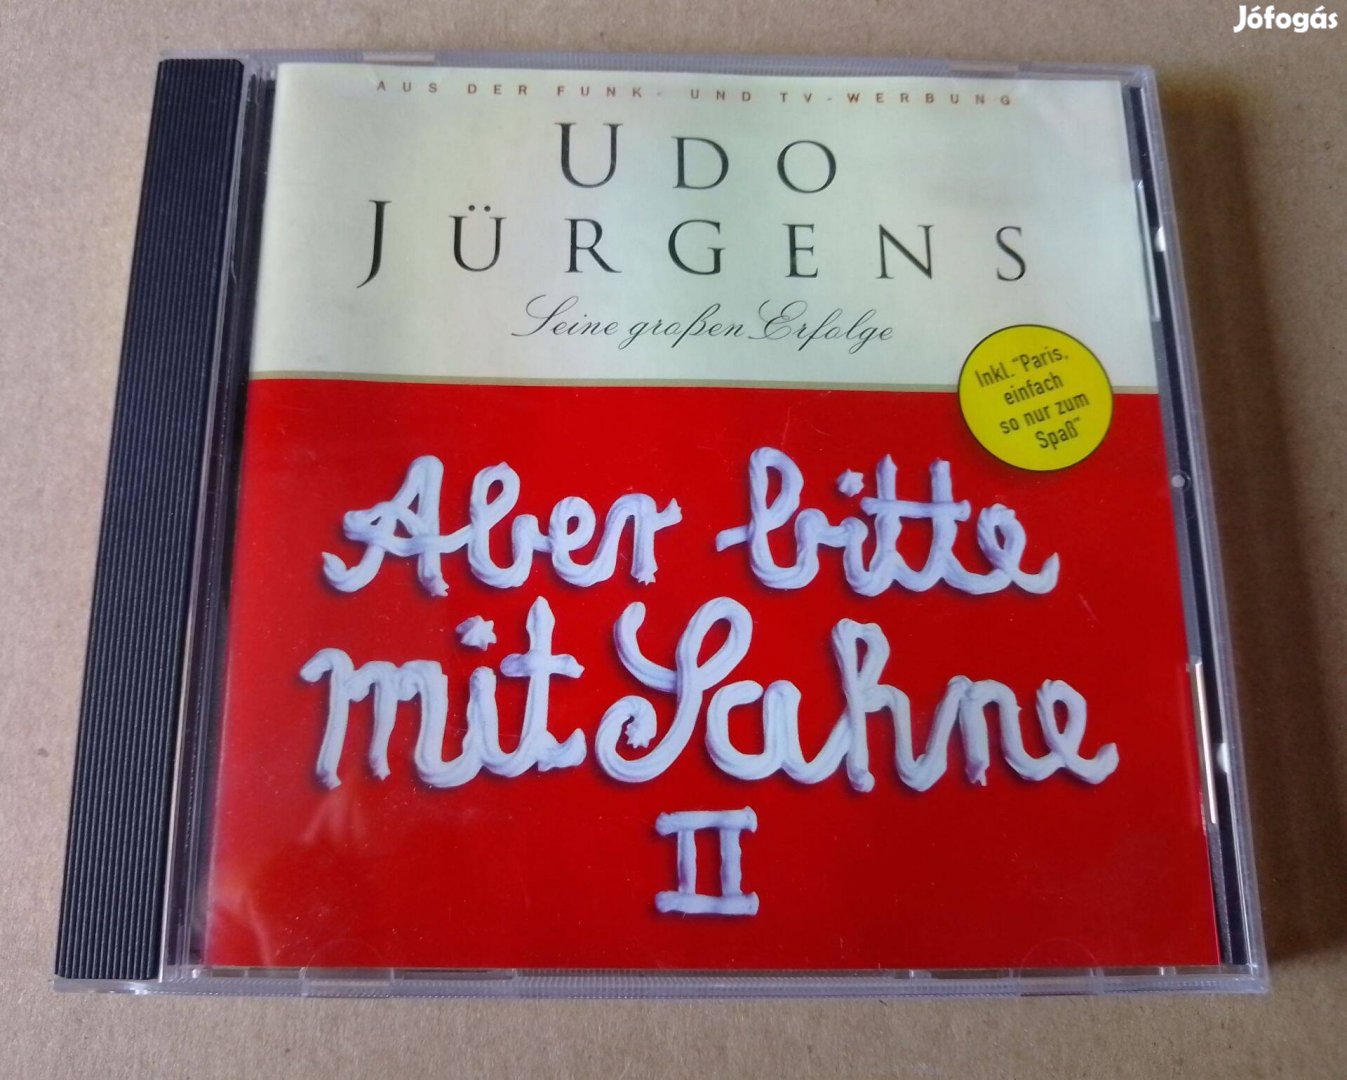 Jófogás
AUS DER FUNK- UND TV-WERBUNG
UDO
JÜRGENS
Seine großen Erfolge
Inkl. "Paris,
einfach
so nur zum
Spaß"
Aber bitte
mit Sahne
II